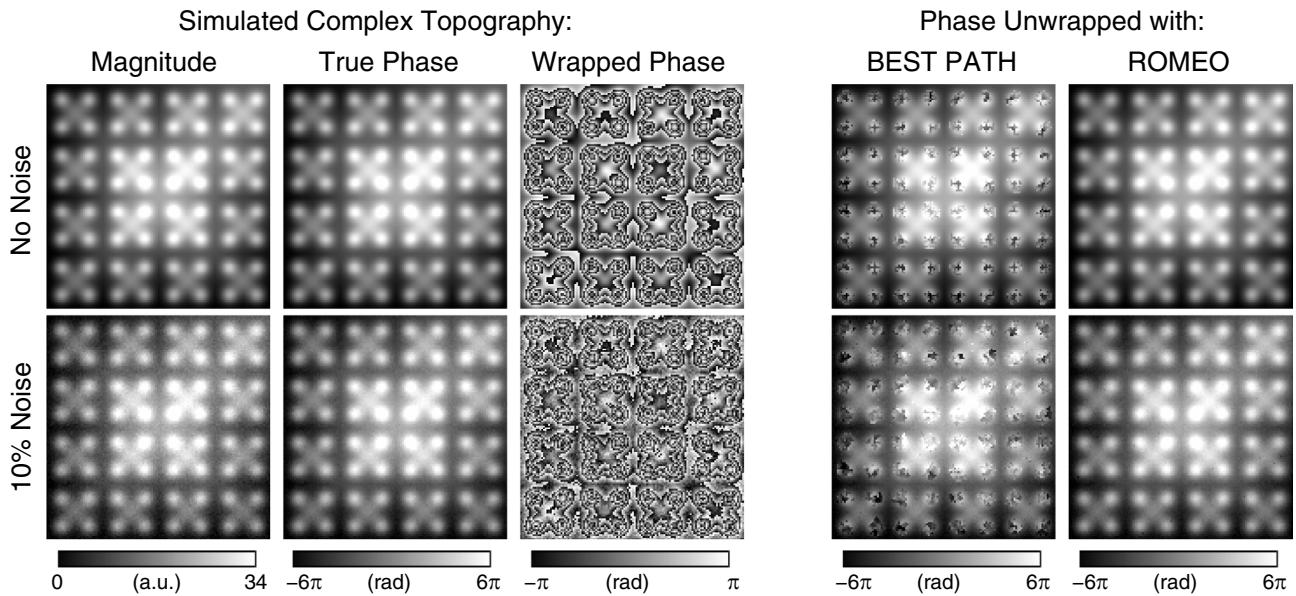 Simulated Complex Topography:
Phase Unwrapped with:
Magnitude
True Phase
Wrapped Phase
BEST PATH
ROMEO
No Noise
10% Noise
0 (a.u.) 34
−6π (rad) 6π
−π (rad) π
−6π (rad) 6π
−6π (rad) 6π